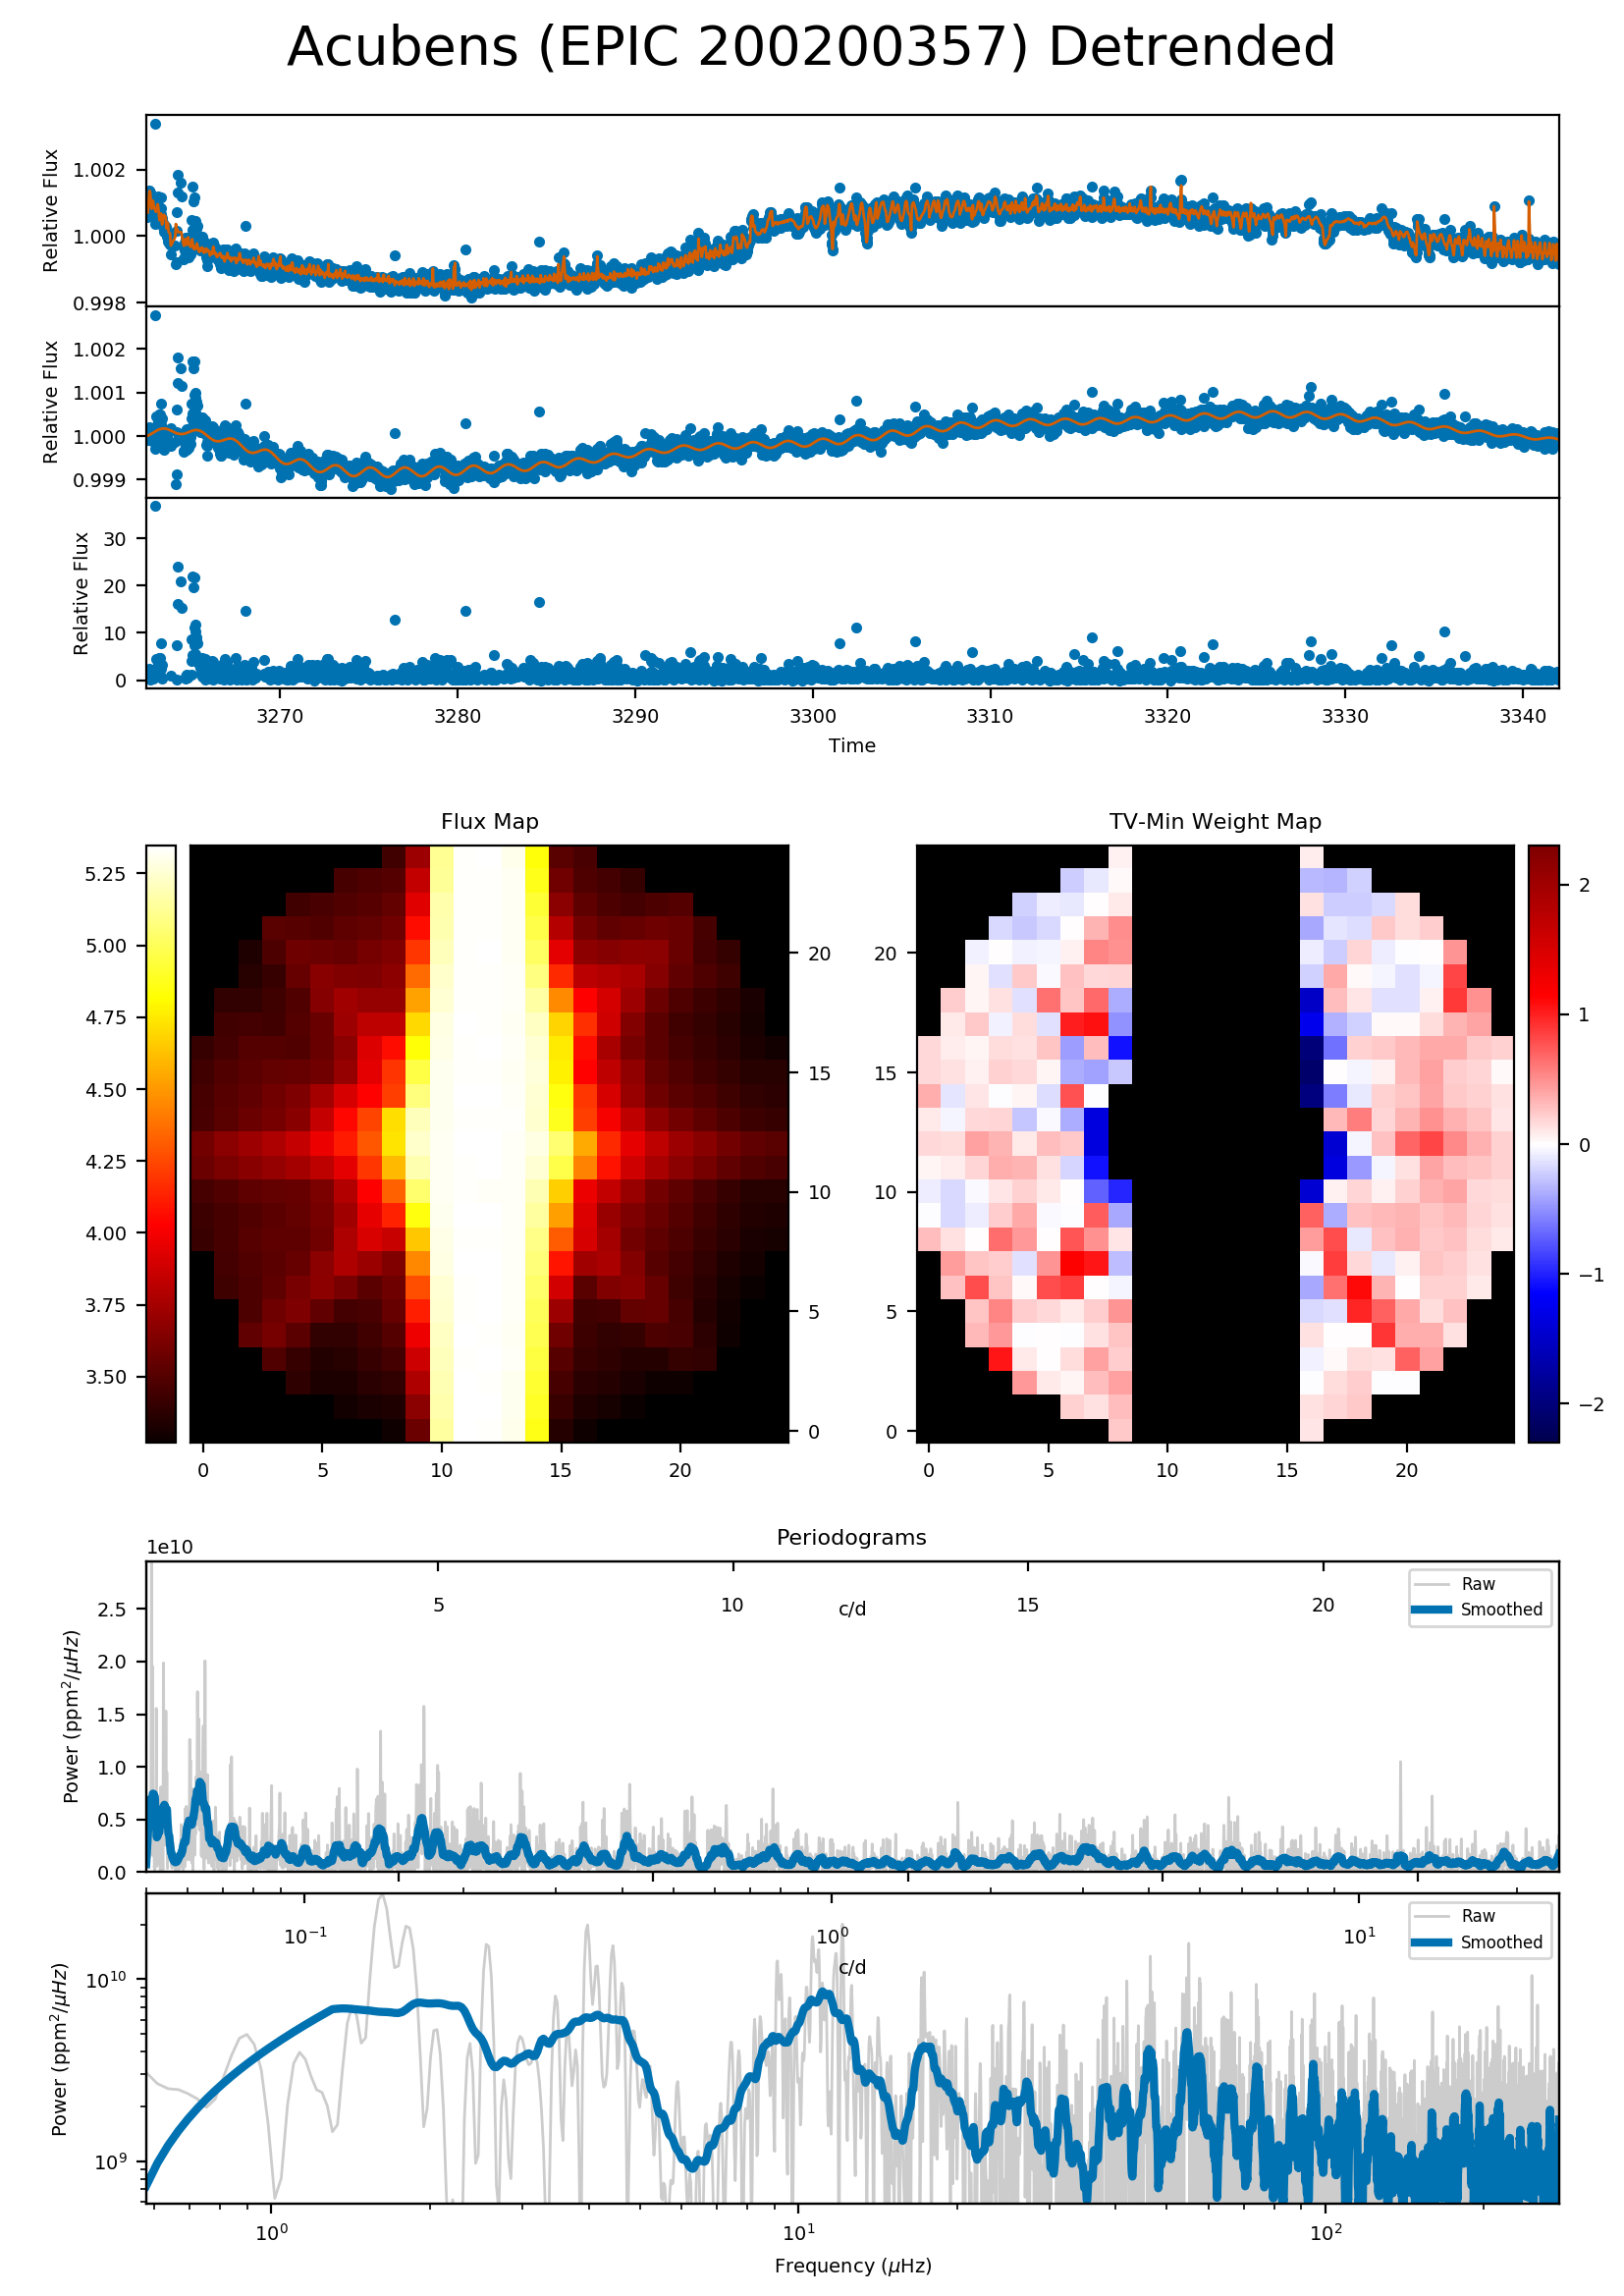 Acubens (EPIC 200200357) Detrended
Relative Flux
1.002
1.000
0.998
Relative Flux
1.002
1.001
1.000
0.999
Relative Flux
30
20
10
0
3270 3280 3290 3300 3310 3320 3330 3340
Time
Flux Map
TV-Min Weight Map
5.25
5.00
4.75
4.50
4.25
4.00
3.75
3.50
20
15
10
5
0
0 5 10 15 20
20
15
10
5
0
0 5 10 15 20
2
1
0
−1
−2
Periodograms
1e10
5 10 15 20
c/d
Raw
Smoothed
Power (ppm²/μHz)
2.5
2.0
1.5
1.0
0.5
0.0
10⁻¹ 10⁰ 10¹
c/d
Raw
Smoothed
Power (ppm²/μHz)
10¹⁰
10⁹
10⁰ 10¹ 10²
Frequency (μHz)